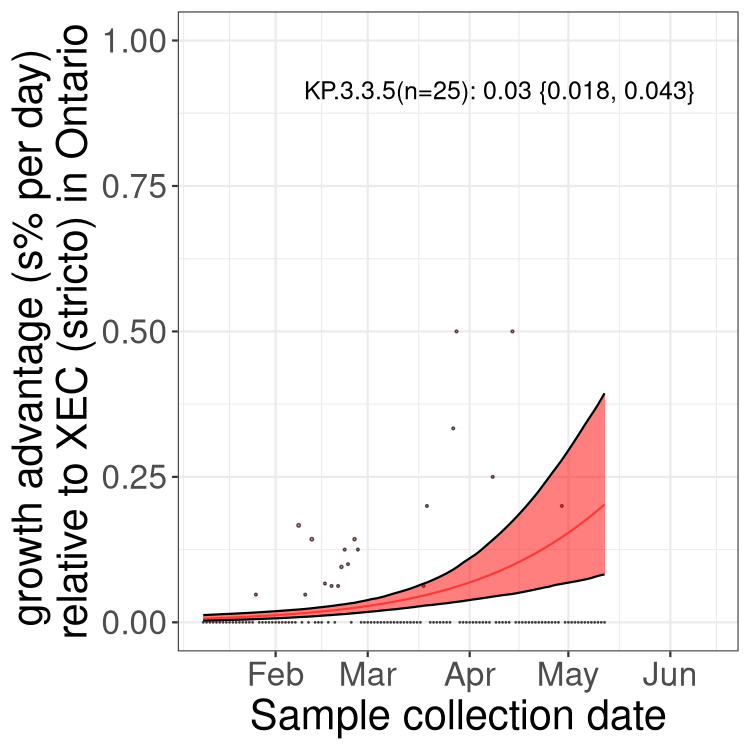 growth advantage (s% per day)
relative to XEC (stricto) in Ontario
1.00
0.75
0.50
0.25
0.00
KP.3.3.5(n=25): 0.03 {0.018, 0.043}
Feb Mar Apr May Jun
Sample collection date